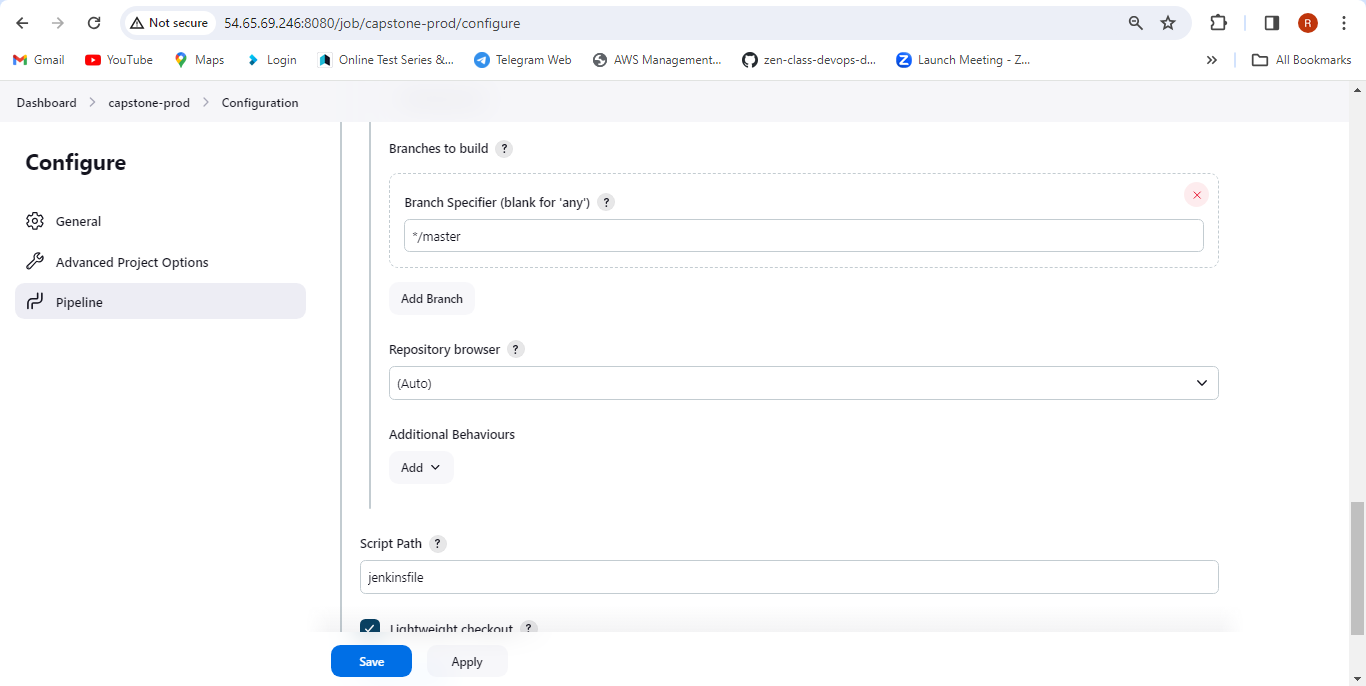 Not secure 54.65.69.246:8080/job/capstone-prod/configure R
Gmail YouTube Maps Login Online Test Series &... Telegram Web AWS Management... zen-class-devops-d... Launch Meeting - Z... » All Bookmarks
Dashboard > capstone-prod > Configuration
Configure
General
Advanced Project Options
Pipeline
Branches to build ?
Branch Specifier (blank for 'any') ?
*/master
Add Branch
Repository browser ?
(Auto)
Additional Behaviours
Add
Script Path ?
jenkinsfile
Lightweight checkout ?
Save Apply